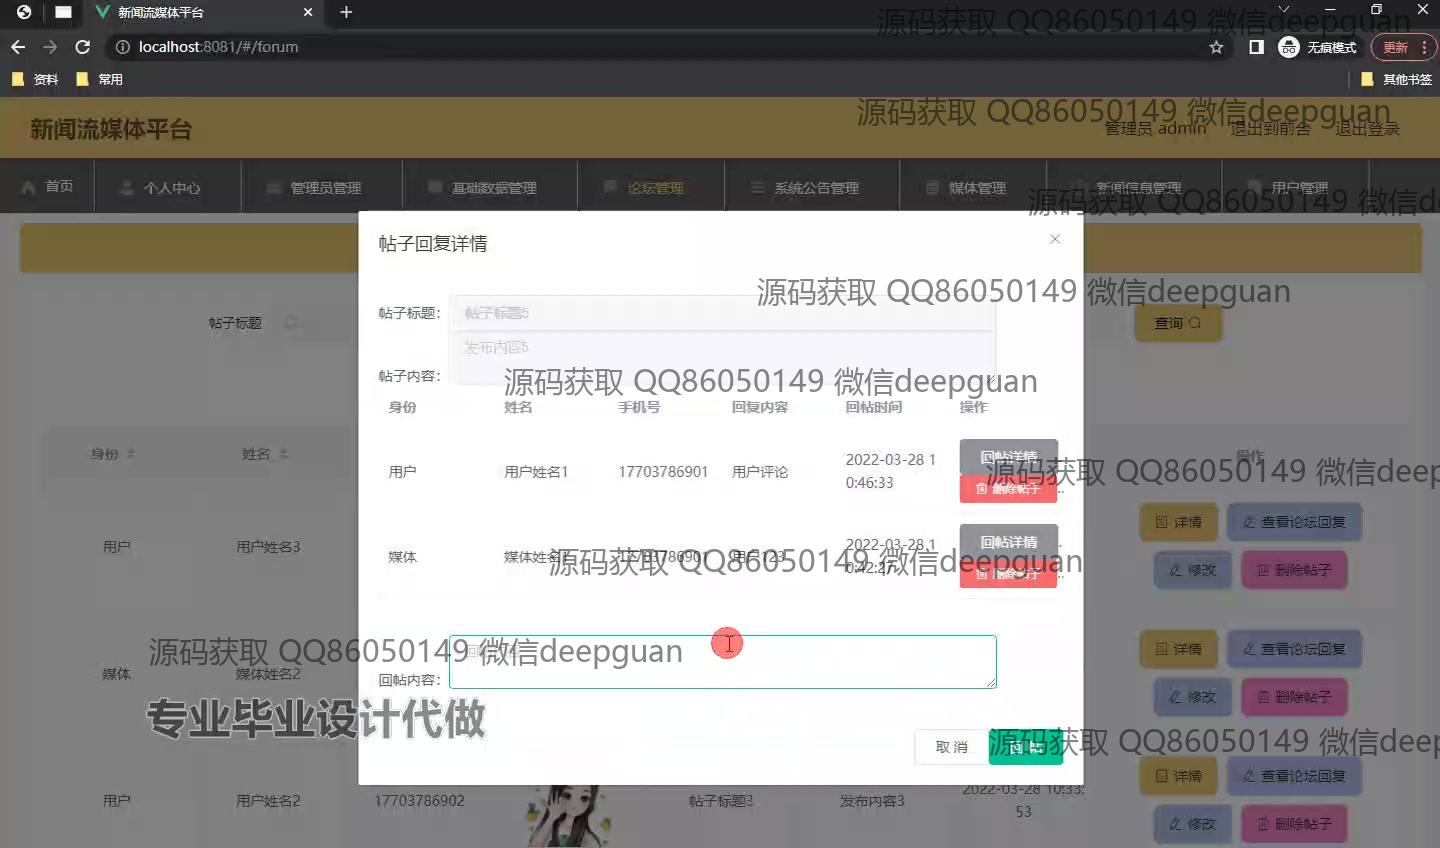 新闻流媒体平台
localhost:8081/#/forum
无痕模式
更新
资料
常用
其他书签
源码获取 QQ86050149 微信deepguan
新闻流媒体平台
源码获取 QQ86050149 微信deepguan
管理员 admin
退出到前台
退出登录
首页
个人中心
管理员管理
基础数据管理
论坛管理
系统公告管理
媒体管理
新闻信息管理
用户管理
源码获取 QQ86050149 微信de
帖子回复详情
源码获取 QQ86050149 微信deepguan
帖子标题
查询
帖子标题: 帖子标题5
帖子内容: 发布内容5
源码获取 QQ86050149 微信deepguan
身份 姓名 手机号 回复内容 回帖时间 操作
用户 用户姓名1 17703786901 用户评论 2022-03-28 1
0:46:33
回帖详情
删除帖子
源码获取 QQ86050149 微信deep
媒体 17703786901 用户123 2022-03-28 1
0:42:27
回帖详情
删除帖子
源码获取 QQ86050149 微信deepguan
回帖内容:
源码获取 QQ86050149 微信deepguan
取 消
回 帖
源码获取 QQ86050149 微信deep
身份 姓名 操作
用户 用户姓名3
详情 查看论坛回复
修改 删除帖子
媒体 媒体姓名2
详情 查看论坛回复
修改 删除帖子
专业毕业设计代做
用户 用户姓名2 17703786902 帖子标题3 发布内容3 2022-03-28 10:33:
53
详情 查看论坛回复
修改 删除帖子